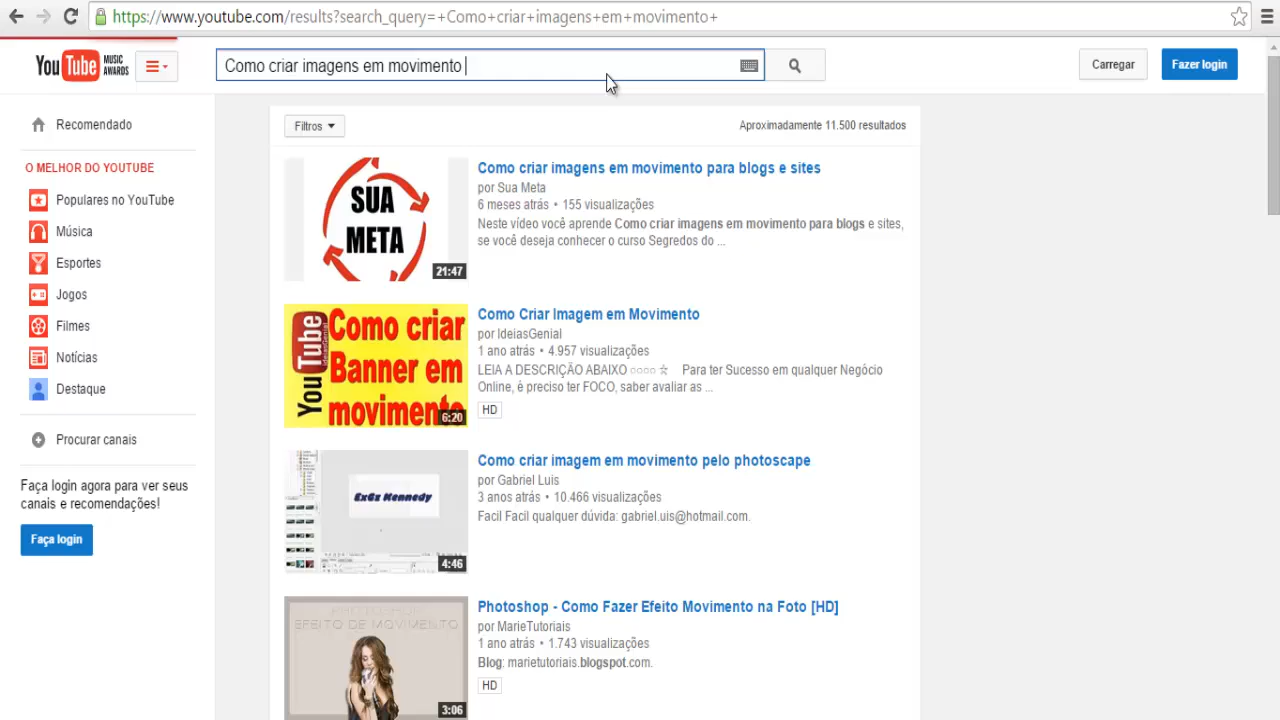 https://www.youtube.com/results?search_query=+Como+criar+imagens+em+movimento+
You Tube MUSIC AWARDS
Como criar imagens em movimento
Carregar
Fazer login
Recomendado
O MELHOR DO YOUTUBE
Populares no YouTube
Música
Esportes
Jogos
Filmes
Notícias
Destaque
Procurar canais
Faça login agora para ver seus
canais e recomendações!
Faça login
Filtros
Aproximadamente 11.500 resultados
SUA
META
21:47
Como criar imagens em movimento para blogs e sites
por Sua Meta
6 meses atrás • 155 visualizações
Neste vídeo você aprende Como criar imagens em movimento para blogs e sites,
se você deseja conhecer o curso Segredos do ...
You Tube
Como criar
Banner em
movimento
6:20
Como Criar Imagem em Movimento
por IdeiasGenial
1 ano atrás • 4.957 visualizações
LEIA A DESCRIÇÃO ABAIXO ○○○○ ☆ Para ter Sucesso em qualquer Negócio
Online, é preciso ter FOCO, saber avaliar as ...
HD
ExGz Kennedy
4:46
Como criar imagem em movimento pelo photoscape
por Gabriel Luis
3 anos atrás • 10.466 visualizações
Facil Facil qualquer dúvida: gabriel.uis@hotmail.com.
PHOTOSHOP
EFEITO DE MOVIMENTO
3:06
Photoshop - Como Fazer Efeito Movimento na Foto [HD]
por MarieTutoriais
1 ano atrás • 1.743 visualizações
Blog: marietutoriais.blogspot.com.
HD